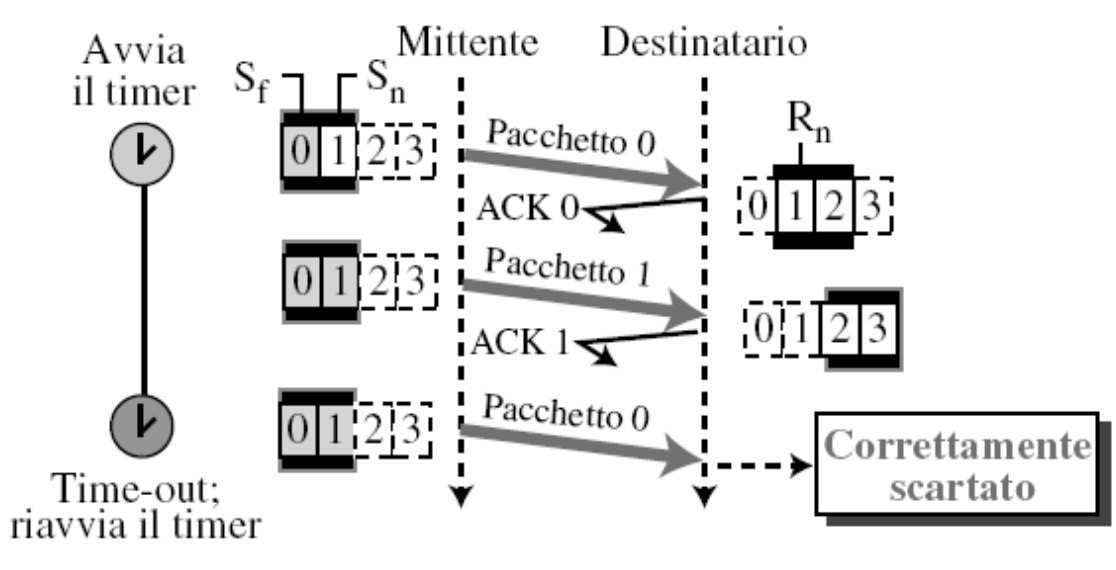 Avvia
il timer
Mittente
Destinatario
S_f
S_n
0 1 2 3
Pacchetto 0
R_n
ACK 0
0 1 2 3
0 1 2 3
Pacchetto 1
ACK 1
0 1 2 3
0 1 2 3
Pacchetto 0
Correttamente
scartato
Time-out;
riavvia il timer